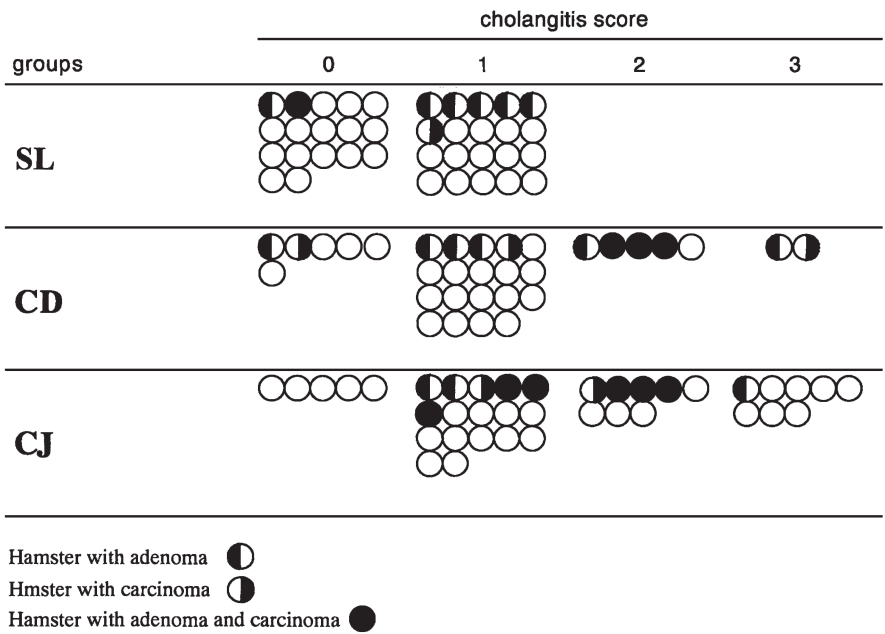 cholangitis score
groups 0 1 2 3
SL
CD
CJ
Hamster with adenoma
Hmster with carcinoma
Hamster with adenoma and carcinoma